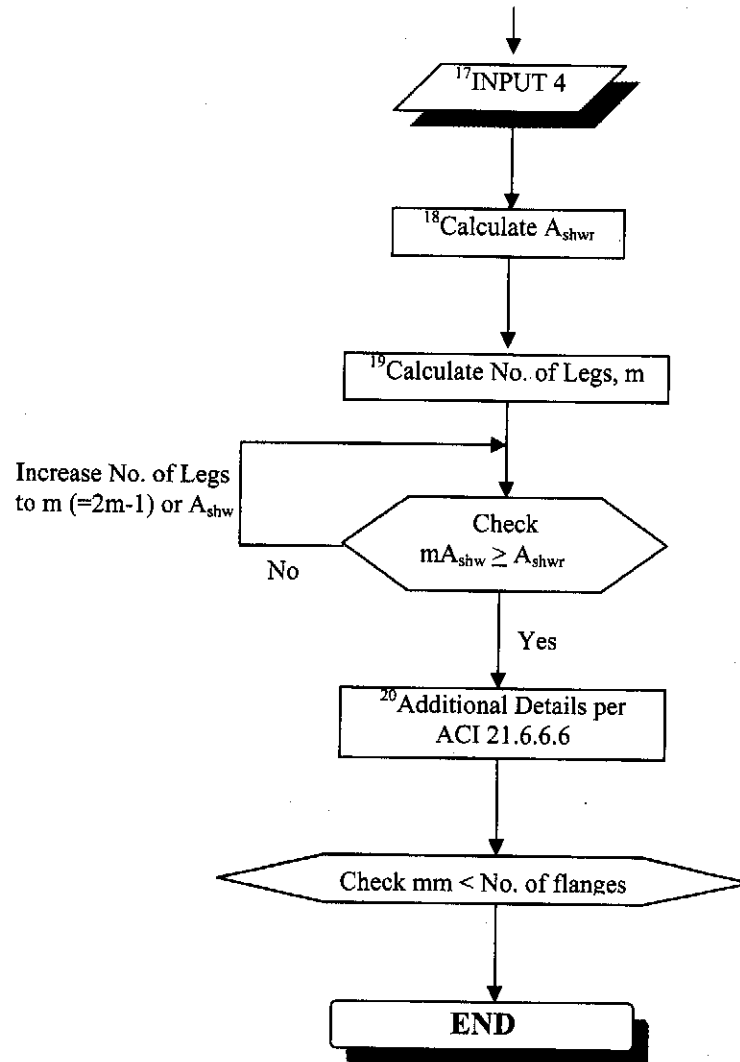 17INPUT 4
18Calculate Ashwr
19Calculate No. of Legs, m
Increase No. of Legs
to m (=2m-1) or Ashw
Check
mAshw ≥ Ashwr
No
Yes
20Additional Details per
ACI 21.6.6.6
Check mm < No. of flanges
END